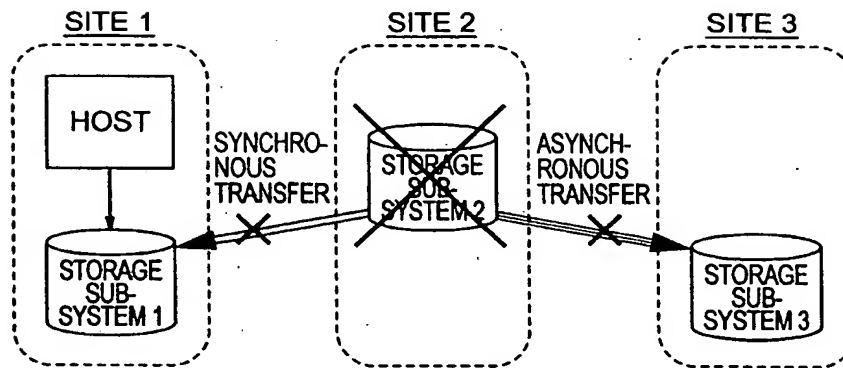 SITE 1
SITE 2
SITE 3
HOST
SYNCHRO-
NOUS
TRANSFER
STORAGE
SUB-
SYSTEM 2
ASYNCH-
RONOUS
TRANSFER
STORAGE
SUB-
SYSTEM 1
STORAGE
SUB-
SYSTEM 3